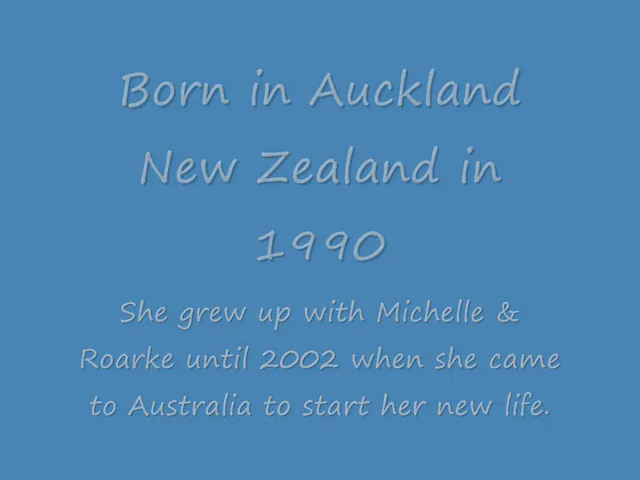 Born in Auckland
New Zealand in
1990
She grew up with Michelle &
Roarke until 2002 when she came
to Australia to start her new life.